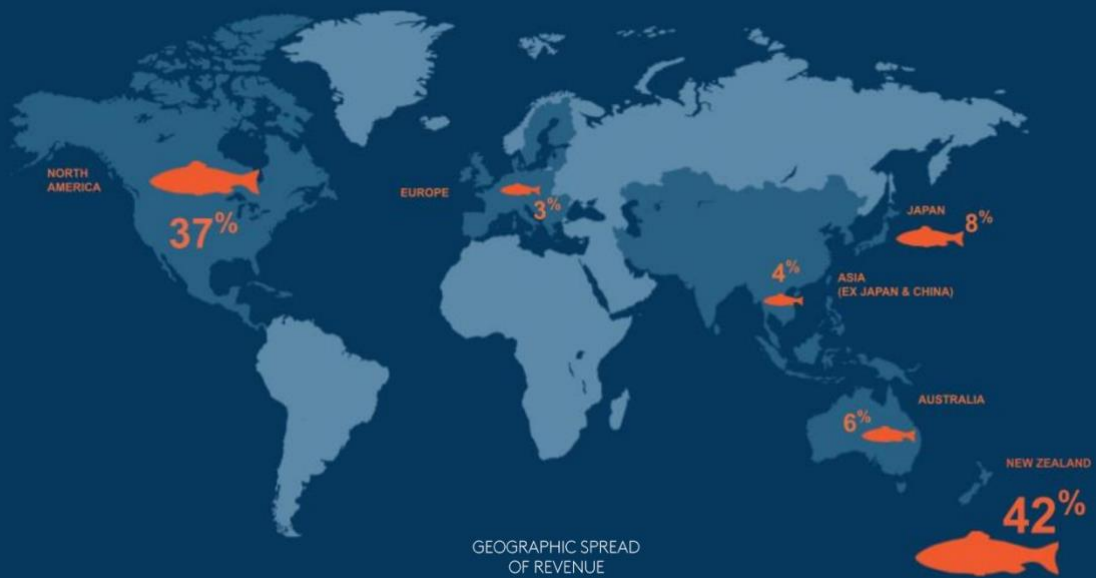 NORTH
AMERICA
37%
EUROPE
3%
JAPAN
8%
4%
ASIA
(EX JAPAN & CHINA)
AUSTRALIA
6%
NEW ZEALAND
42%
GEOGRAPHIC SPREAD
OF REVENUE